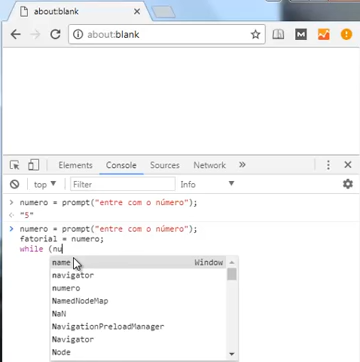 about:blank
about:blank
Elements Console Sources Network »
top Filter Info
numero = prompt("entre com o número");
"5"
numero = prompt("entre com o número");
fatorial = numero;
while (nu
name Window
navigator
numero
NamedNodeMap
NaN
NavigationPreloadManager
Navigator
Node